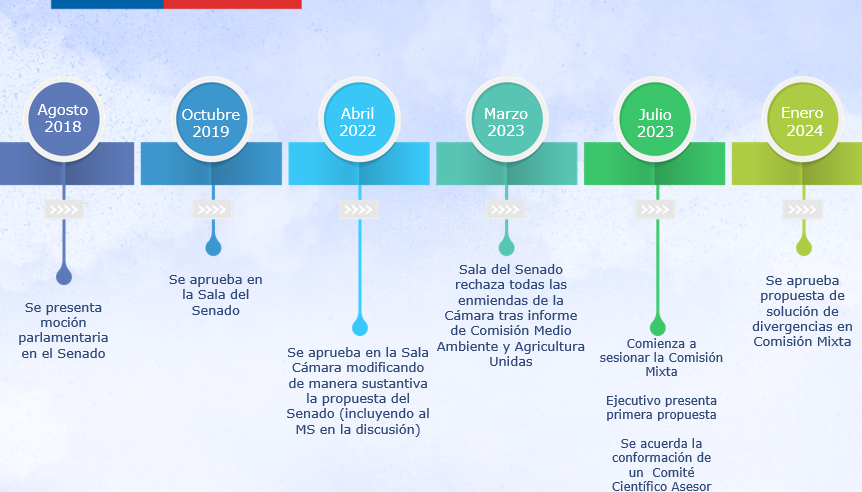 Agosto
2018
Se presenta
moción
parlamentaria
en el Senado
Octubre
2019
Se aprueba en
la Sala del
Senado
Abril
2022
Se aprueba en la Sala
Cámara modificando
de manera sustantiva
la propuesta del
Senado (incluyendo al
MS en la discusión)
Marzo
2023
Sala del Senado
rechaza todas las
enmiendas de la
Cámara tras informe
de Comisión Medio
Ambiente y Agricultura
Unidas
Julio
2023
Comienza a
sesionar la Comisión
Mixta
Ejecutivo presenta
primera propuesta
Se acuerda la
conformación de
un Comité
Científico Asesor
Enero
2024
Se aprueba
propuesta de
solución de
divergencias en
Comisión Mixta